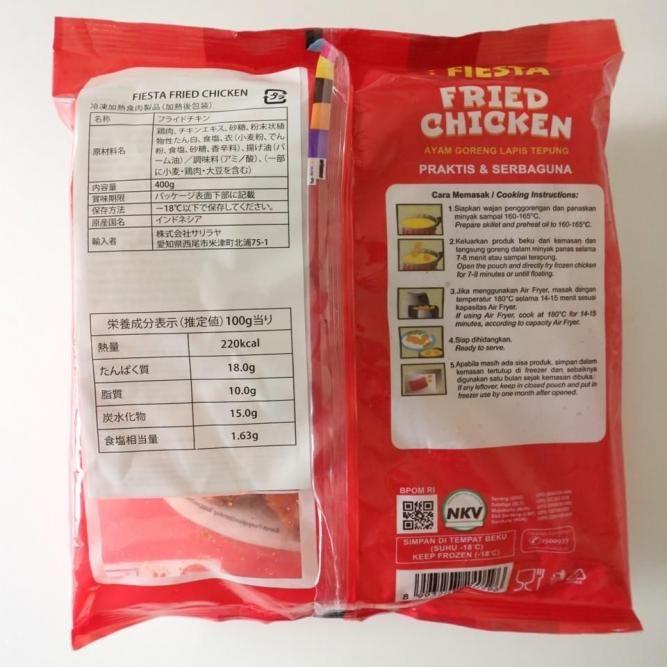 FIESTA FRIED CHICKEN
冷凍加熱食肉製品(加熱後包装)
プラ
名称
フライドチキン
原材料名
鶏肉、チキンエキス、砂糖、粉末状植
物性たん白、食塩、衣(小麦粉、でん
粉、食塩、砂糖、香辛料)、揚げ油(パ
ーム油)/調味料(アミノ酸)、(一部
に小麦・鶏肉・大豆を含む)
内容量
400g
賞味期限
パッケージ表面下部に記載
保存方法
-18℃以下で保存してください。
原産国名
インドネシア
輸入者
株式会社サリラヤ
愛知県西尾市米津町北浦75-1
栄養成分表示(推定値)100g当り
熱量
220kcal
たんぱく質
18.0g
脂質
10.0g
炭水化物
15.0g
食塩相当量
1.63g
FIESTA
FRIED
CHICKEN
AYAM GORENG LAPIS TEPUNG
PRAKTIS & SERBAGUNA
Cara Memasak / Cooking Instructions:
1.Siapkan wajan penggorengan dan panaskan
minyak sampai 160-165°C.
Prepare skillet and preheat oil to 160-165°C.
2.Keluarkan produk beku dari kemasan dan
langsung goreng dalam minyak panas selama
7-8 menit atau sampai terapung.
Open the pouch and directly fry frozen chicken
for 7-8 minutes or untill floating.
3.Jika menggunakan Air Fryer, masak dengan
temperatur 180°C selama 14-15 menit sesuai
kapasitas Air Fryer.
If using Air Fryer, cook at 180°C for 14-15
minutes, according to capacity Air Fryer.
4.Siap dihidangkan.
Ready to serve.
5.Apabila masih ada sisa produk, simpan dalam
kemasan tertutup di freezer dan sebaiknya
digunakan satu bulan sejak kemasan dibuka.
If any leftover, keep in closed pouch and put in
freezer use by one month after opened.
BPOM RI
NKV
SIMPAN DI TEMPAT BEKU
(SUHU -18°C)
KEEP FROZEN (-18°C)
8